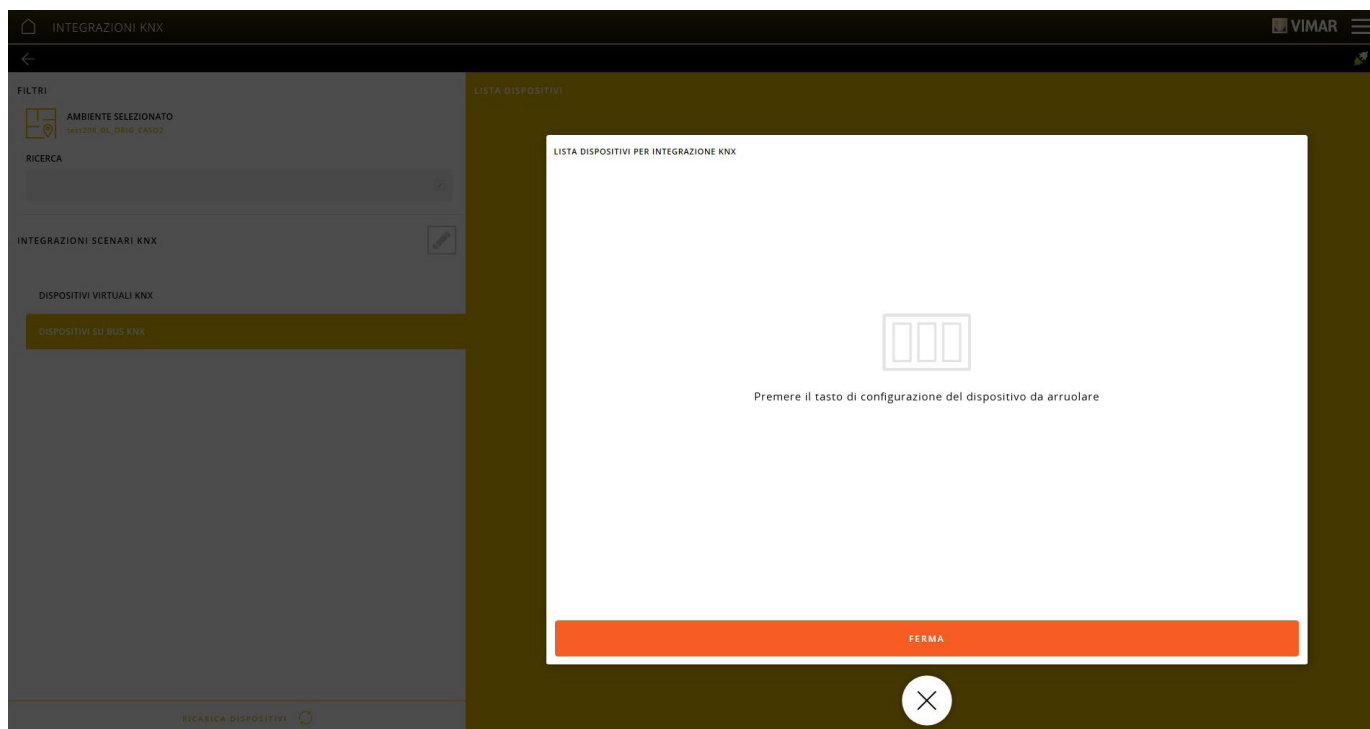 INTEGRAZIONI KNX
VIMAR
FILTRI
AMBIENTE SELEZIONATO
RICERCA
INTEGRAZIONI SCENARI KNX
DISPOSITIVI VIRTUALI KNX
DISPOSITIVI SU BUS KNX
RICARICA DISPOSITIVI
LISTA DISPOSITIVI
LISTA DISPOSITIVI PER INTEGRAZIONE KNX
Premere il tasto di configurazione del dispositivo da arruolare
FERMA